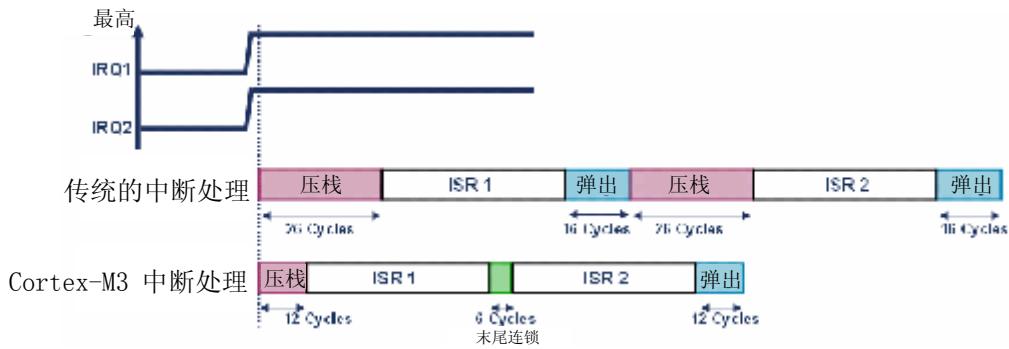 最高
IRQ1
IRQ2
传统的中断处理 压栈 ISR 1 弹出 压栈 ISR 2 弹出
26 Cycles 16 Cycles 26 Cycles 16 Cycles
Cortex-M3 中断处理 压栈 ISR 1 ISR 2 弹出
12 Cycles 6 Cycles 12 Cycles
末尾连锁